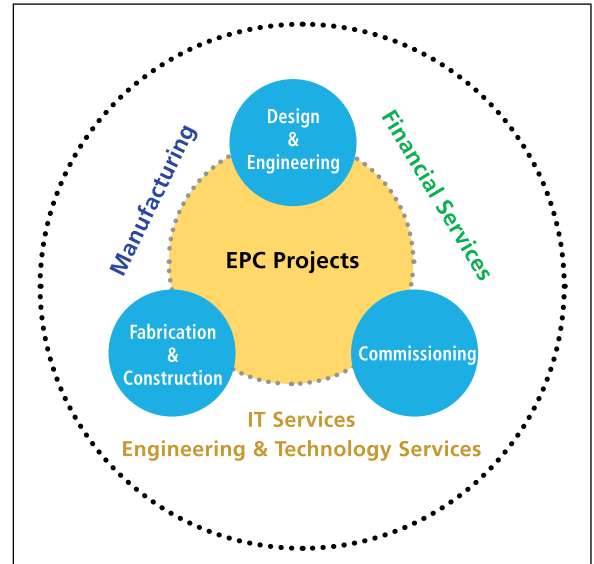 Design
&
Engineering
Manufacturing
Financial Services
EPC Projects
Fabrication
&
Construction
Commissioning
IT Services
Engineering & Technology Services